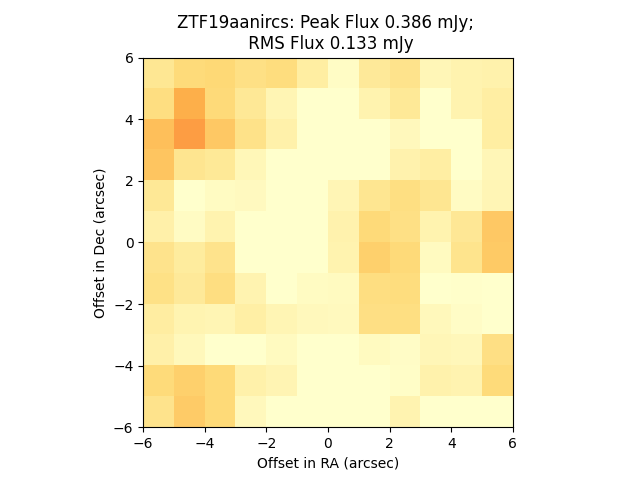 ZTF19aanircs: Peak Flux 0.386 mJy;
RMS Flux 0.133 mJy
6
4
2
0
−2
−4
−6
Offset in Dec (arcsec)
−6 −4 −2 0 2 4 6
Offset in RA (arcsec)